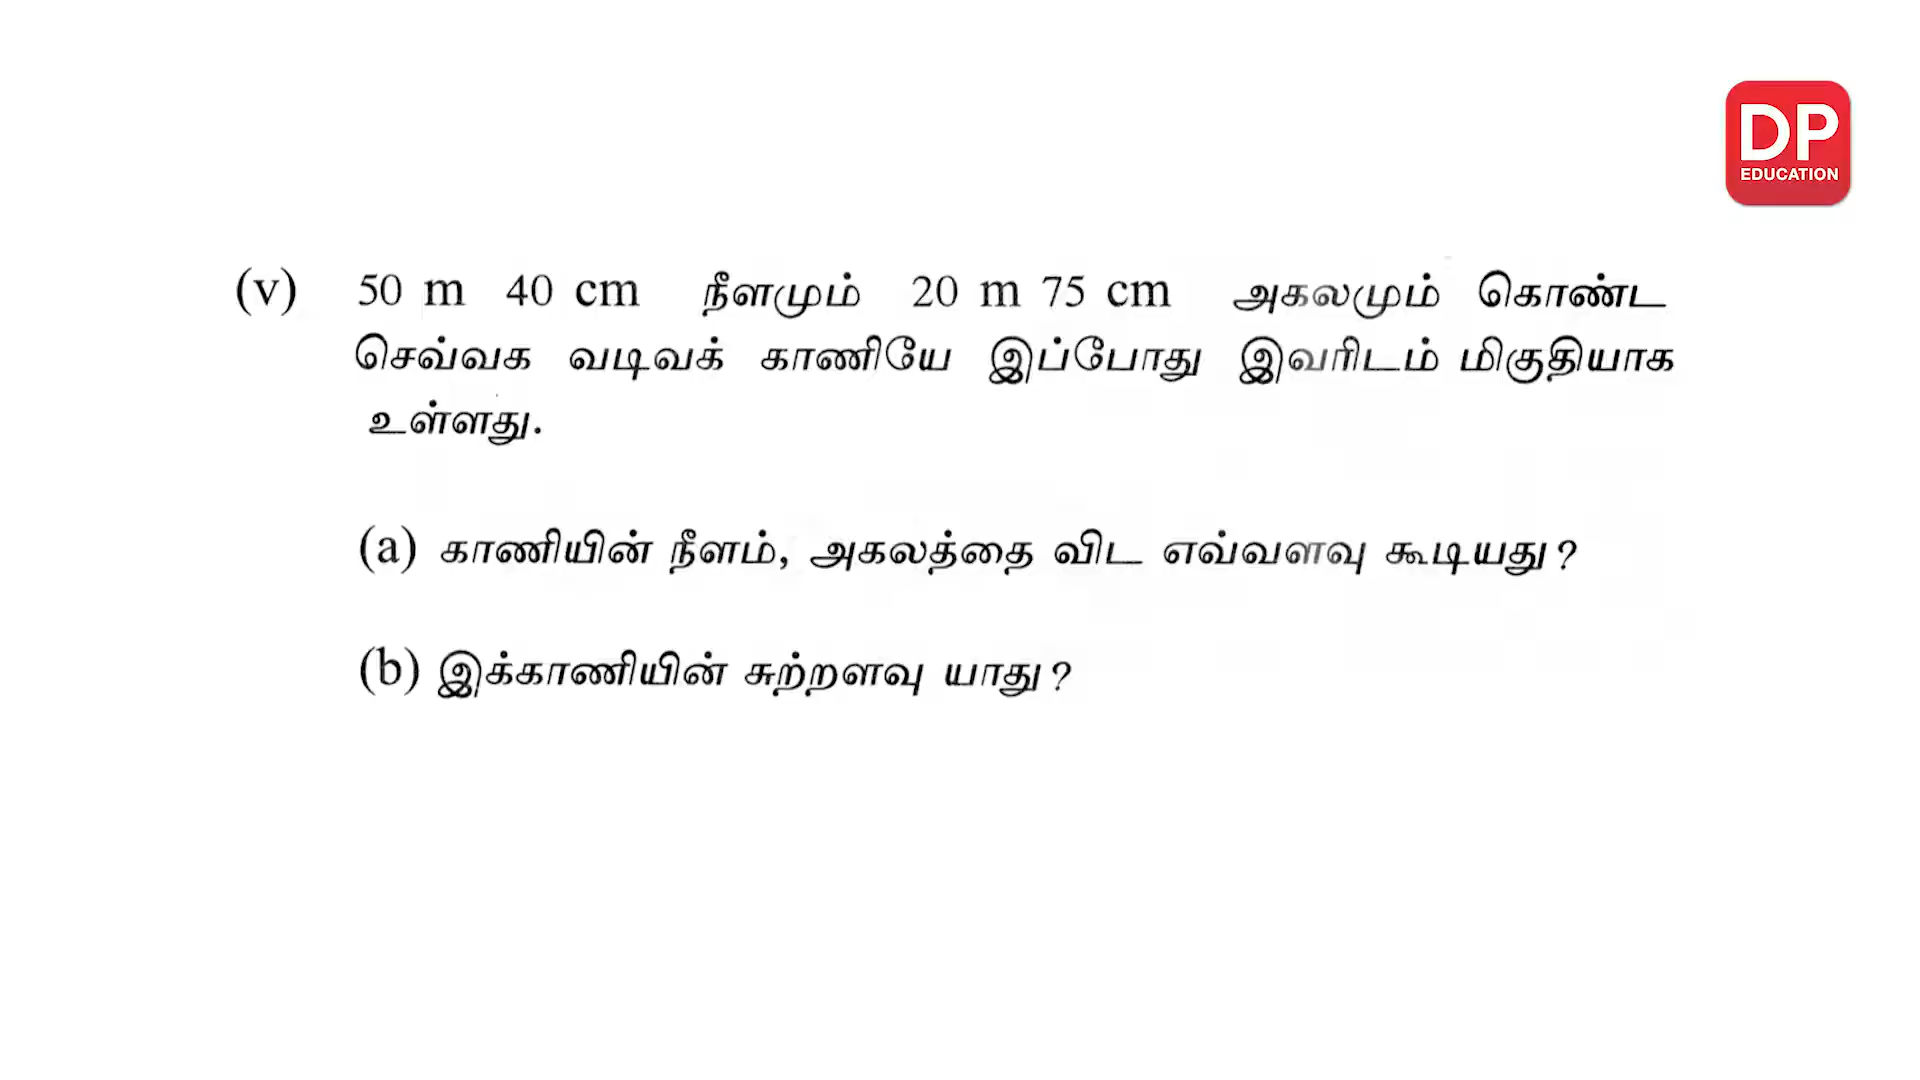 DP
EDUCATION
(v) 50 m 40 cm நீளமும் 20 m 75 cm அகலமும் கொண்ட
செவ்வக வடிவக் காணியே இப்போது இவரிடம் மிகுதியாக
உள்ளது.
(a) காணியின் நீளம், அகலத்தை விட எவ்வளவு கூடியது?
(b) இக்காணியின் சுற்றளவு யாது?